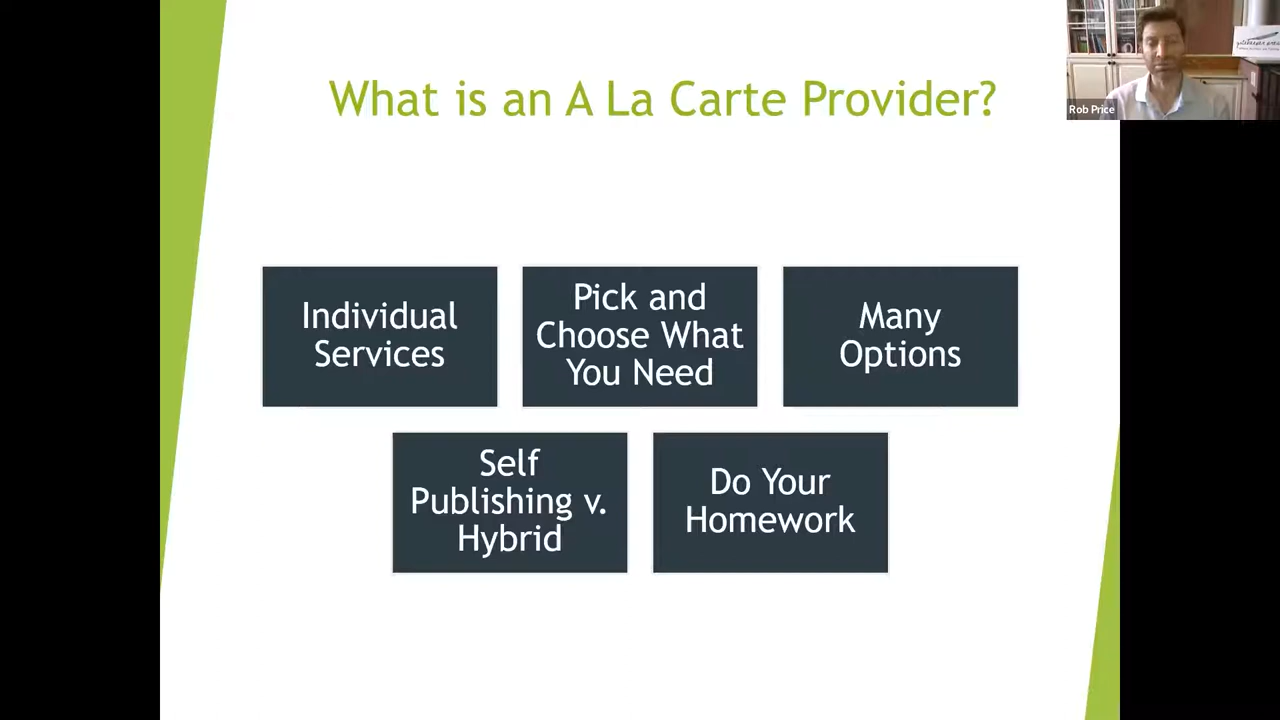 What is an A La Carte Provider?
Rob Price
Individual
Services
Pick and
Choose What
You Need
Many
Options
Self
Publishing v.
Hybrid
Do Your
Homework